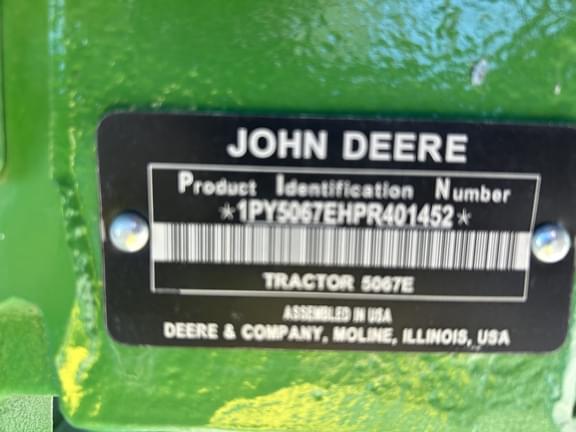 JOHN DEERE
Product Identification Number
*1PY5067EHPR401452*
TRACTOR 5067E
ASSEMBLED IN USA
DEERE & COMPANY, MOLINE, ILLINOIS, USA